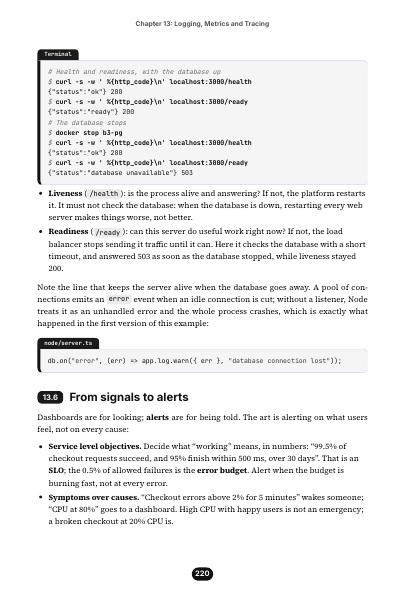 Chapter 13: Logging, Metrics and Tracing
Terminal
# Health and readiness, with the database up
$ curl -s -w ' %{http_code}\n' localhost:3000/health
{"status":"ok"} 200
$ curl -s -w ' %{http_code}\n' localhost:3000/ready
{"status":"ready"} 200
# The database stops
$ docker stop b3-pg
$ curl -s -w ' %{http_code}\n' localhost:3000/health
{"status":"ok"} 200
$ curl -s -w ' %{http_code}\n' localhost:3000/ready
{"status":"database unavailable"} 503
• Liveness ( /health ): is the process alive and answering? If not, the platform restarts
it. It must not check the database: when the database is down, restarting every web
server makes things worse, not better.
• Readiness ( /ready ): can this server do useful work right now? If not, the load
balancer stops sending it traffic until it can. Here it checks the database with a short
timeout, and answered 503 as soon as the database stopped, while liveness stayed
200.
Note the line that keeps the server alive when the database goes away. A pool of con-
nections emits an error event when an idle connection is cut; without a listener, Node
treats it as an unhandled error and the whole process crashes, which is exactly what
happened in the first version of this example:
node/server.ts
db.on("error", (err) => app.log.warn({ err }, "database connection lost"));
13.6 From signals to alerts
Dashboards are for looking; alerts are for being told. The art is alerting on what users
feel, not on every cause:
• Service level objectives. Decide what “working” means, in numbers: “99.5% of
checkout requests succeed, and 95% finish within 500 ms, over 30 days”. That is an
SLO; the 0.5% of allowed failures is the error budget. Alert when the budget is
burning fast, not at every error.
• Symptoms over causes. “Checkout errors above 2% for 5 minutes” wakes someone;
“CPU at 80%” goes to a dashboard. High CPU with happy users is not an emergency;
a broken checkout at 20% CPU is.
220